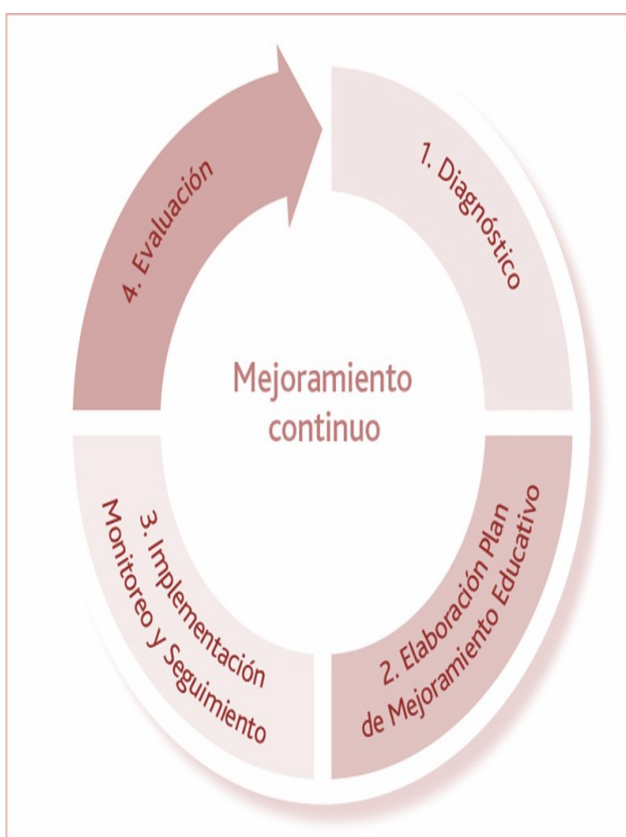 1. Diagnóstico
2. Elaboración Plan
de Mejoramiento Educativo
3. Implementación
Monitoreo y Seguimiento
4. Evaluación
Mejoramiento
continuo